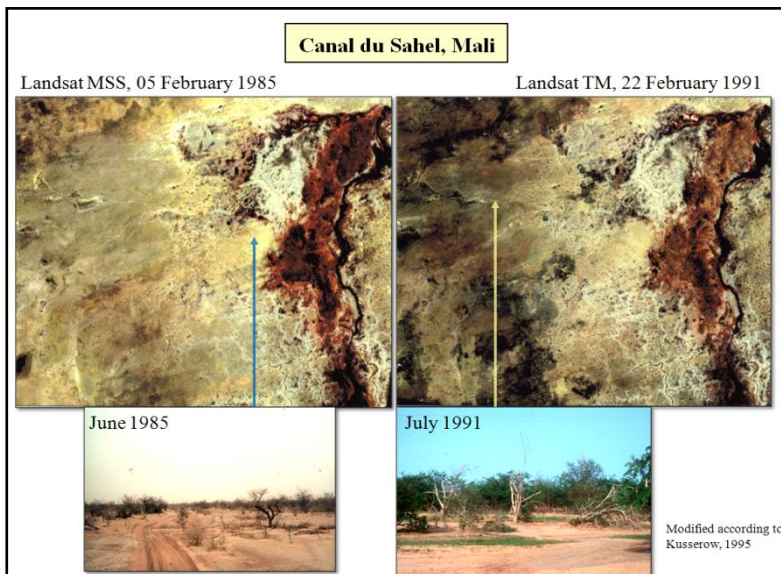 Canal du Sahel, Mali
Landsat MSS, 05 February 1985
Landsat TM, 22 February 1991
June 1985
July 1991
Modified according to
Kusserow, 1995